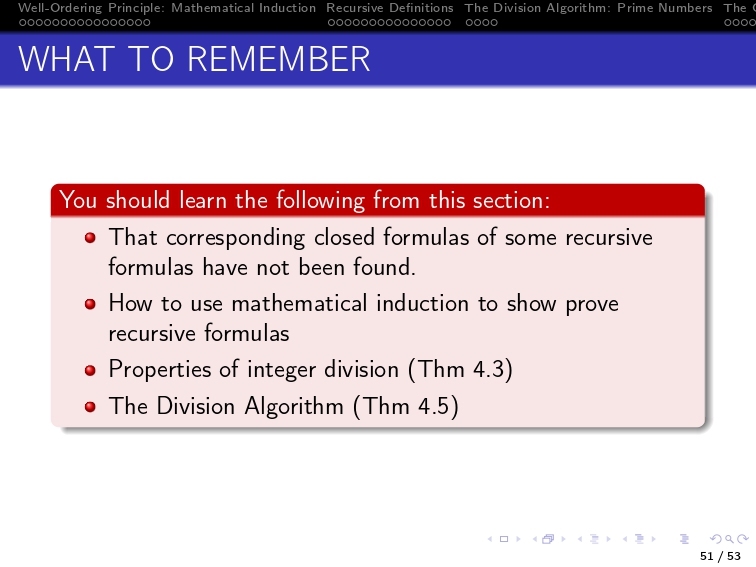 Well-Ordering Principle: Mathematical Induction Recursive Definitions The Division Algorithm: Prime Numbers The
WHAT TO REMEMBER
You should learn the following from this section:
That corresponding closed formulas of some recursive
formulas have not been found.
How to use mathematical induction to show prove
recursive formulas
Properties of integer division (Thm 4.3)
The Division Algorithm (Thm 4.5)
51 / 53